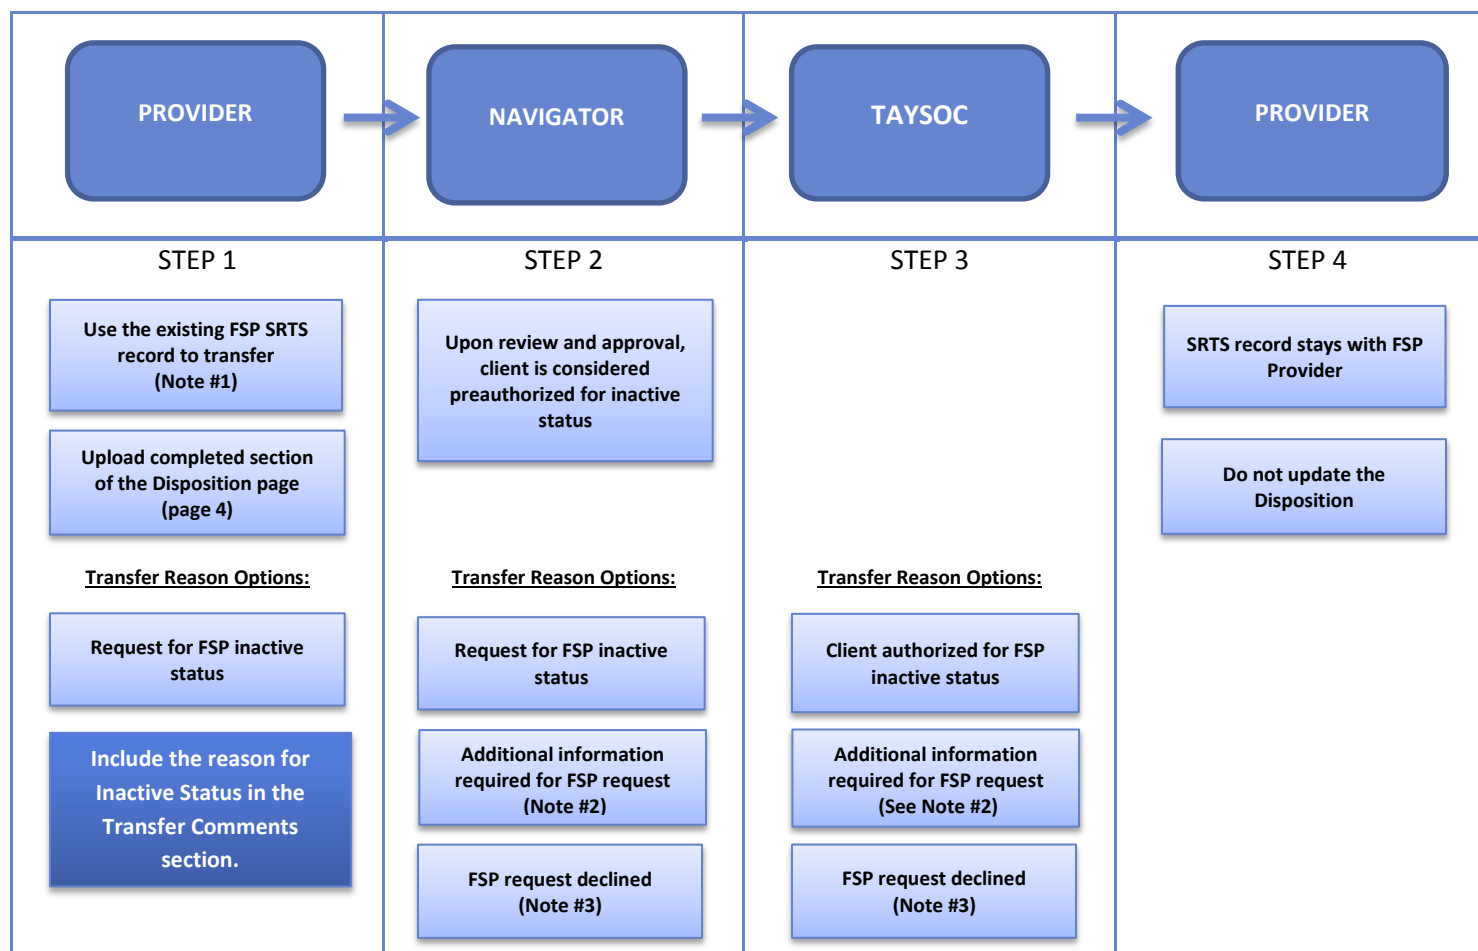 PROVIDER
NAVIGATOR
TAYSOC
PROVIDER
STEP 1
Use the existing FSP SRTS
record to transfer
(Note #1)
Upload completed section
of the Disposition page
(page 4)
Transfer Reason Options:
Request for FSP inactive
status
Include the reason for
Inactive Status in the
Transfer Comments
section.
STEP 2
Upon review and approval,
client is considered
preauthorized for inactive
status
Transfer Reason Options:
Request for FSP inactive
status
Additional information
required for FSP request
(Note #2)
FSP request declined
(Note #3)
STEP 3
Transfer Reason Options:
Client authorized for FSP
inactive status
Additional information
required for FSP request
(See Note #2)
FSP request declined
(Note #3)
STEP 4
SRTS record stays with FSP
Provider
Do not update the
Disposition